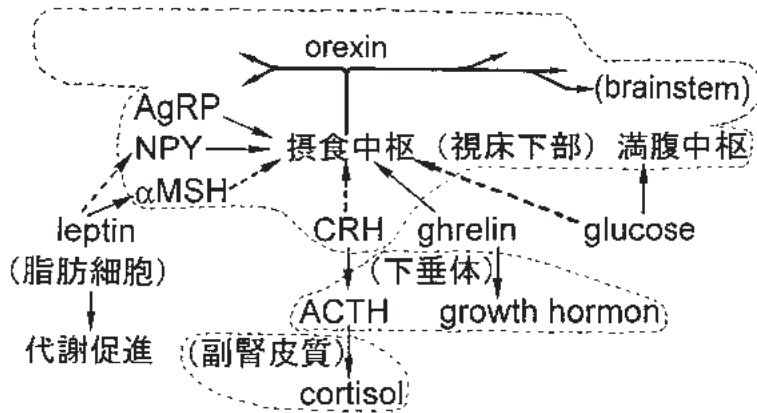 orexin
(brainstem)
AgRP
NPY 摂食中枢 (視床下部) 満腹中枢
αMSH
leptin CRH ghrelin glucose
(脂肪細胞) (下垂体)
ACTH growth hormon
代謝促進 (副腎皮質)
cortisol